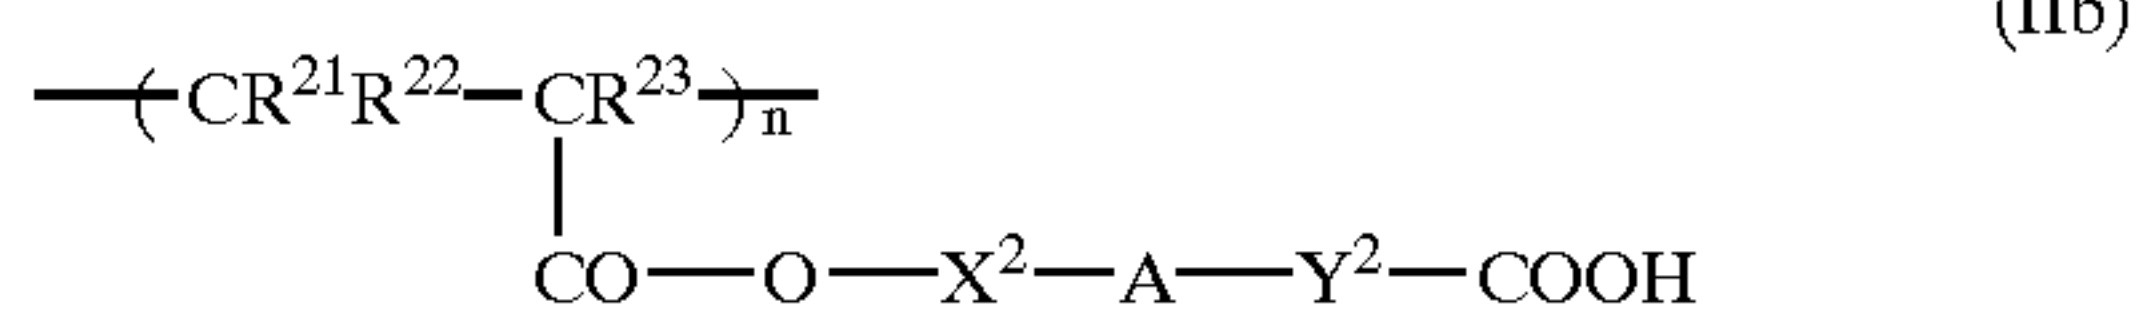 (IIb)
—(CR²¹R²²—CR²³—)n
CO—O—X²—A—Y²—COOH